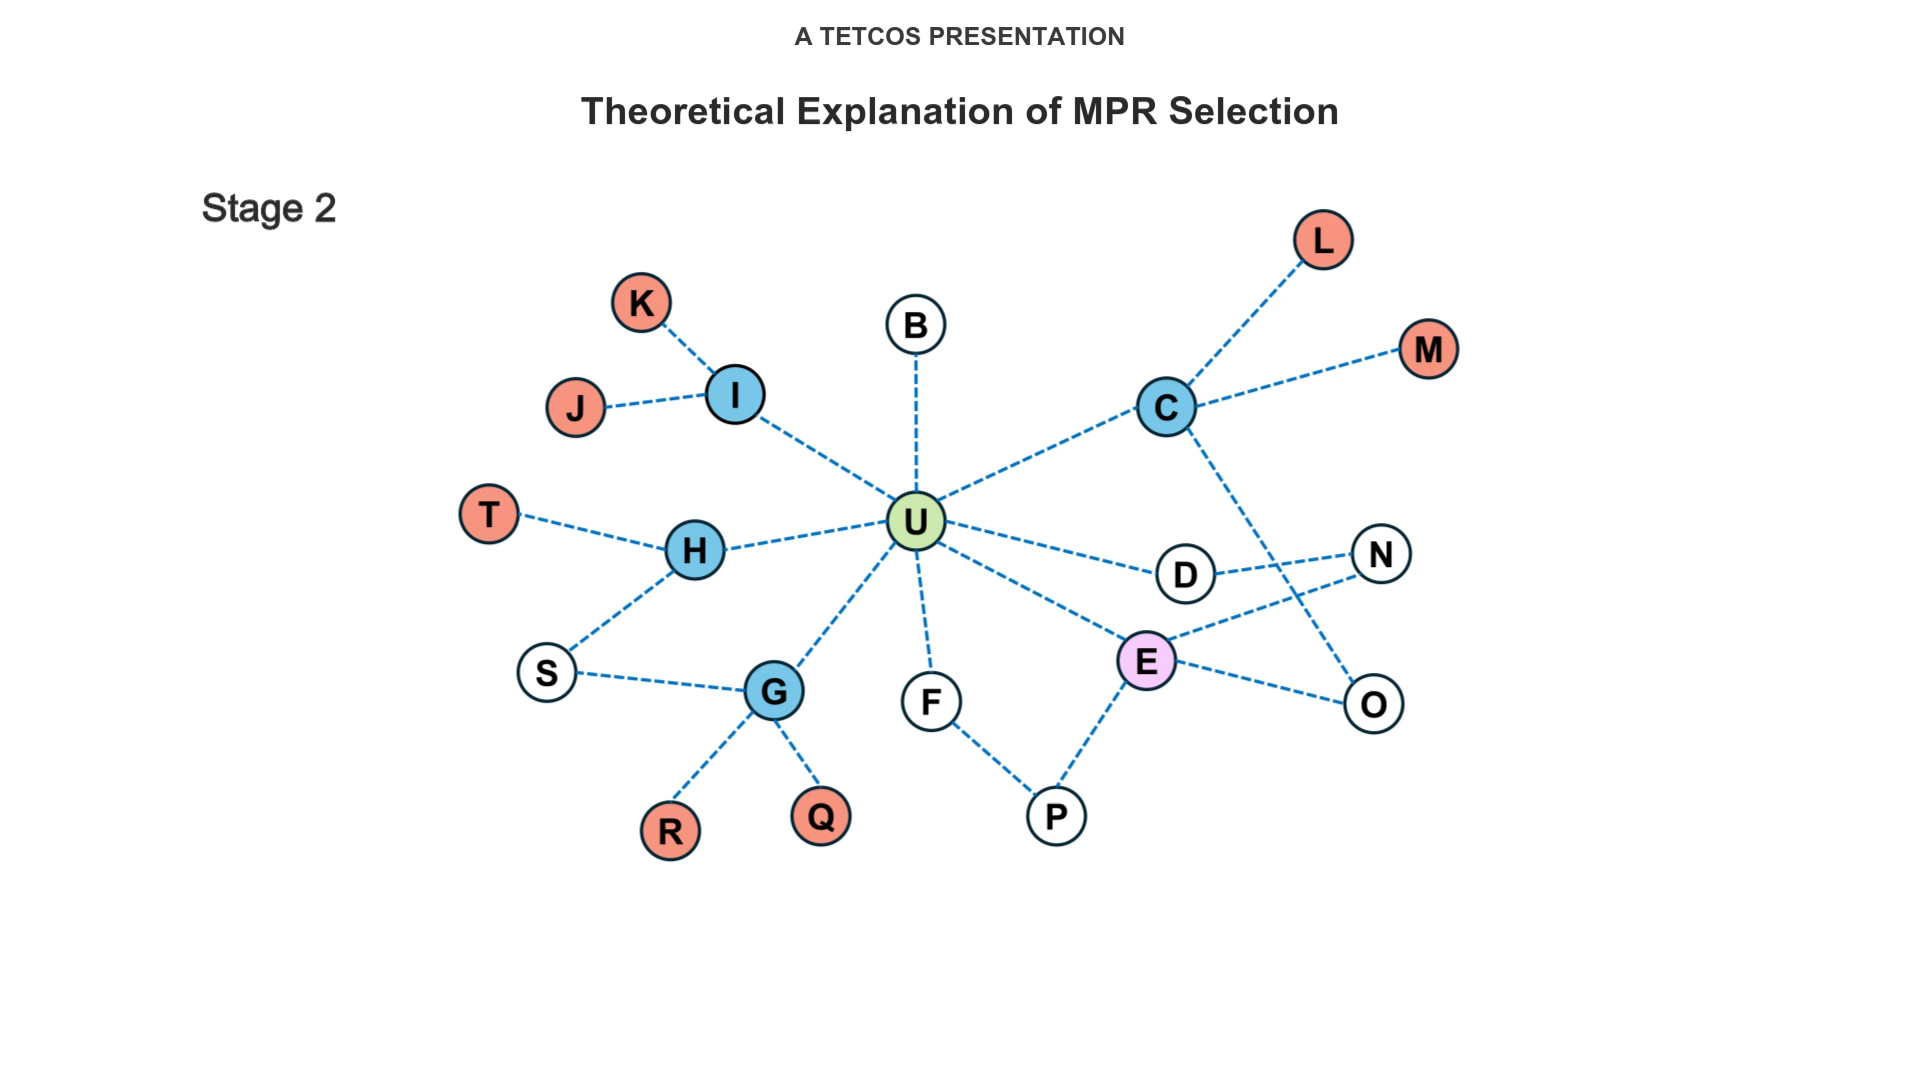 A TETCOS PRESENTATION
Theoretical Explanation of MPR Selection
Stage 2
L
K
B
M
J
I
C
T
H
U
D
N
S
G
F
E
O
R
Q
P